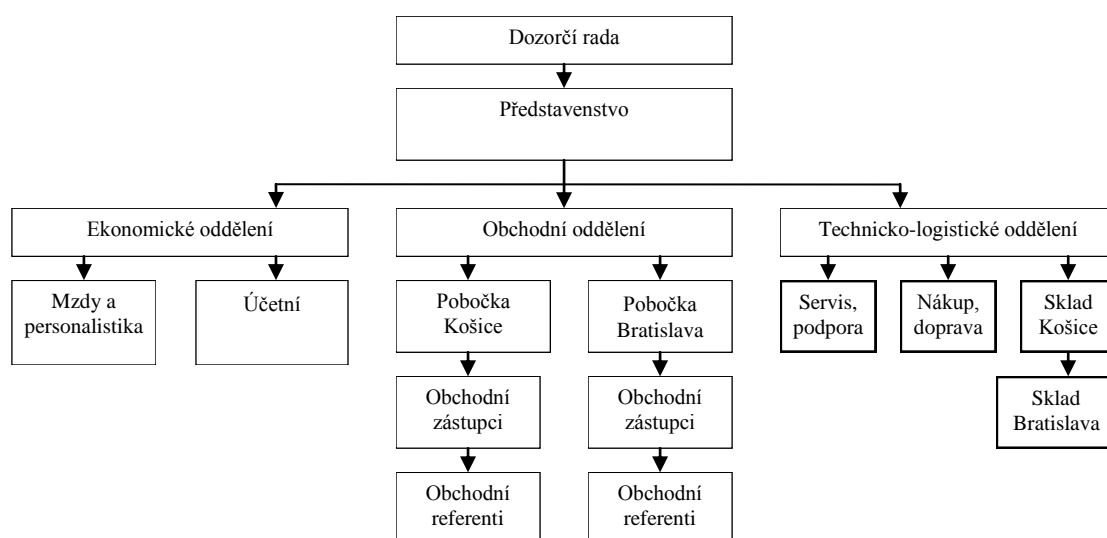 Dozorčí rada
Představenstvo
Ekonomické oddělení
Obchodní oddělení
Technicko-logistické oddělení
Mzdy a
personalistika
Účetní
Pobočka
Košice
Pobočka
Bratislava
Servis,
podpora
Nákup,
doprava
Sklad
Košice
Obchodní
zástupci
Obchodní
zástupci
Sklad
Bratislava
Obchodní
referenti
Obchodní
referenti